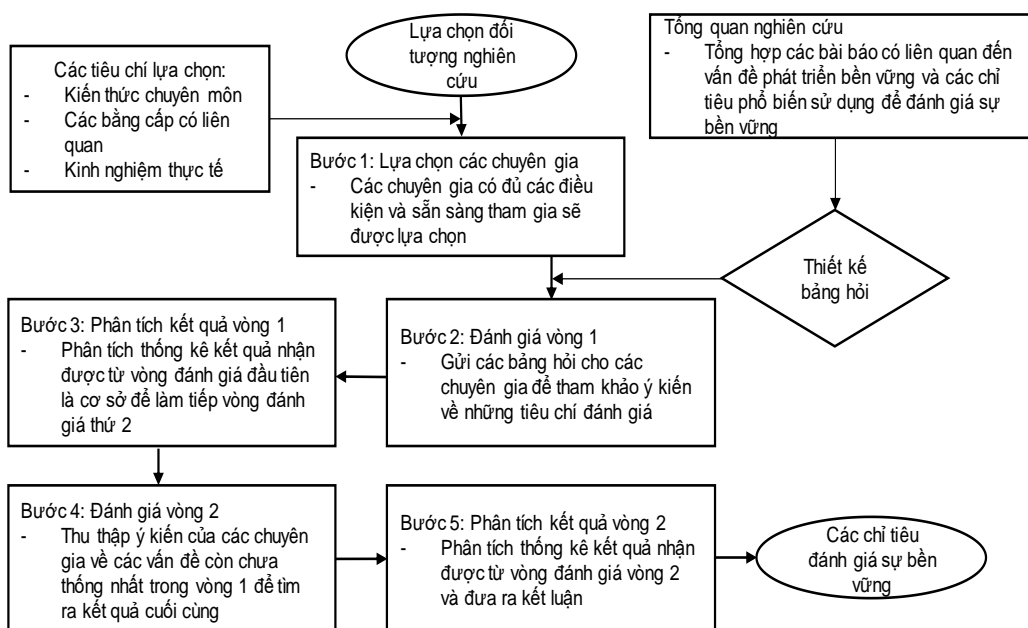 Các tiêu chí lựa chọn:
- Kiến thức chuyên môn
- Các bằng cấp có liên
quan
- Kinh nghiệm thực tế
Lựa chọn đối
tượng nghiên
cứu
Tổng quan nghiên cứu
- Tổng hợp các bài báo có liên quan đến
vấn đề phát triển bền vững và các chỉ
tiêu phổ biến sử dụng để đánh giá sự
bền vững
Bước 1: Lựa chọn các chuyên gia
- Các chuyên gia có đủ các điều
kiện và sẵn sàng tham gia sẽ
được lựa chọn
Thiết kế
bảng hỏi
Bước 3: Phân tích kết quả vòng 1
- Phân tích thống kê kết quả nhận
được từ vòng đánh giá đầu tiên
là cơ sở để làm tiếp vòng đánh
giá thứ 2
Bước 2: Đánh giá vòng 1
- Gửi các bảng hỏi cho các
chuyên gia để tham khảo ý kiến
về những tiêu chí đánh giá
Bước 4: Đánh giá vòng 2
- Thu thập ý kiến của các chuyên
gia về các vấn đề còn chưa
thống nhất trong vòng 1 để tìm
ra kết quả cuối cùng
Bước 5: Phân tích kết quả vòng 2
- Phân tích thống kê kết quả nhận
được từ vòng đánh giá vòng 2
và đưa ra kết luận
Các chỉ tiêu
đánh giá sự bền
vững